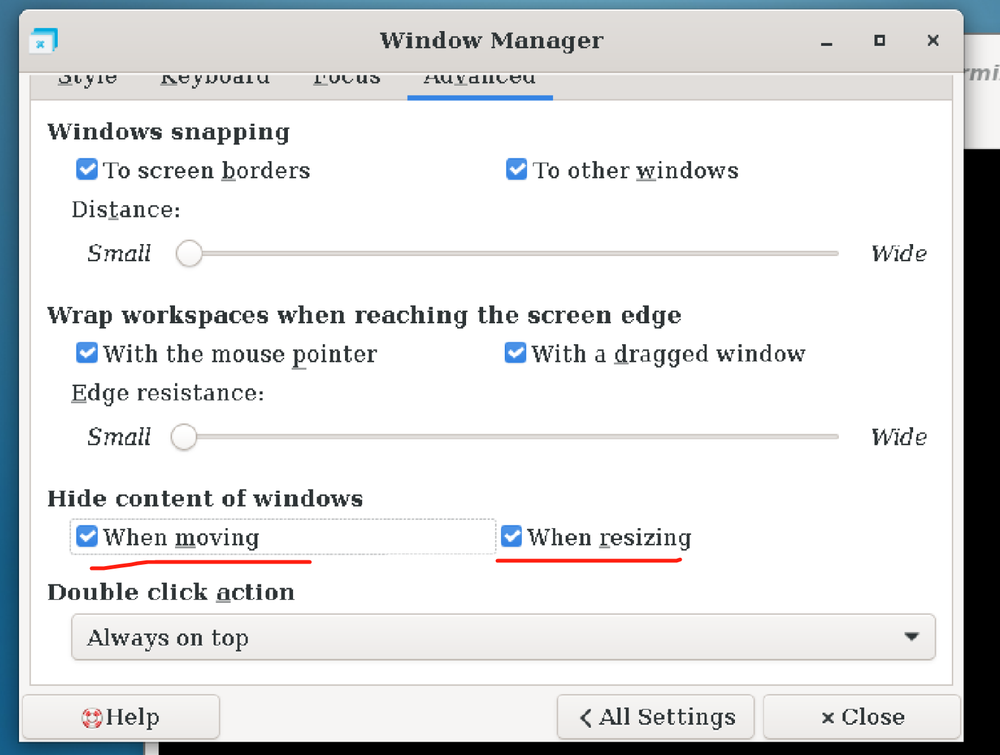 Window Manager
Style Keyboard Focus Advanced
Windows snapping
To screen borders To other windows
Distance:
Small Wide
Wrap workspaces when reaching the screen edge
With the mouse pointer With a dragged window
Edge resistance:
Small Wide
Hide content of windows
When moving When resizing
Double click action
Always on top
Help All Settings Close